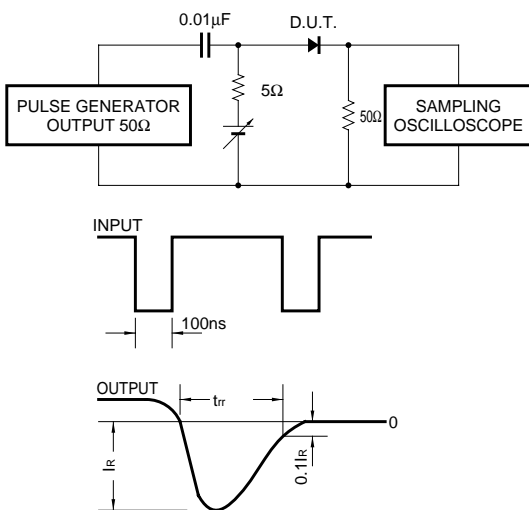 0.01μF
D.U.T.
5Ω
50Ω
PULSE GENERATOR
OUTPUT 50Ω
SAMPLING
OSCILLOSCOPE
INPUT
100ns
OUTPUT
trr
0
IR
0.1IR